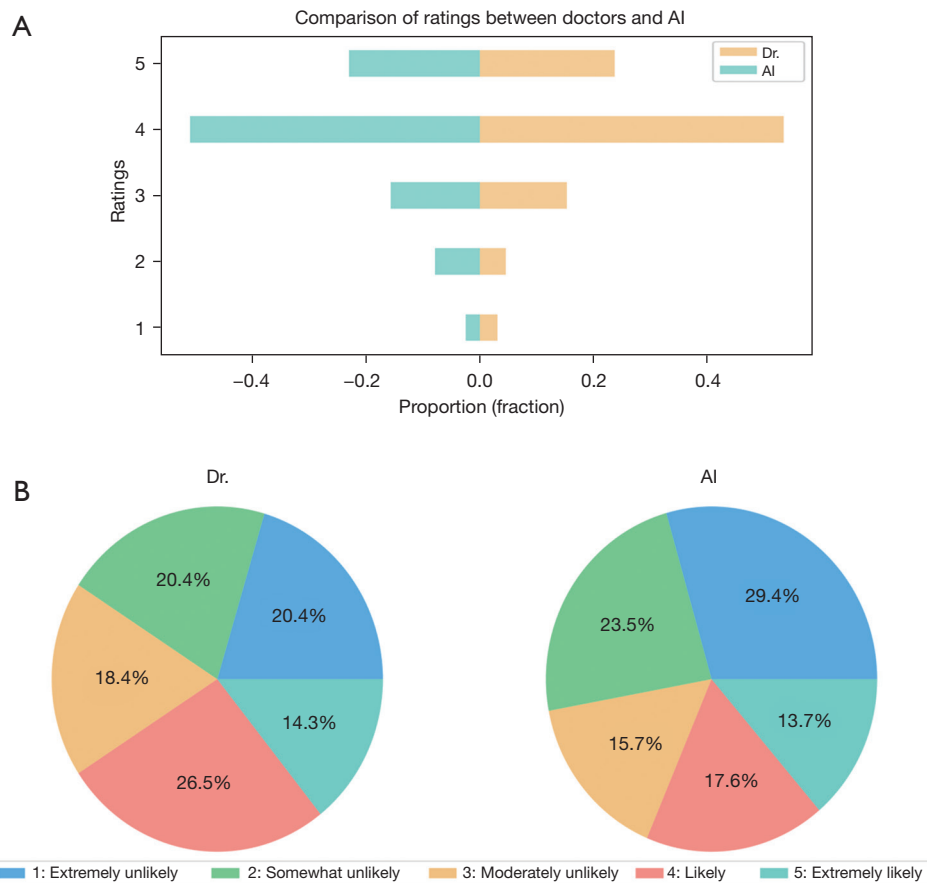 A
Comparison of ratings between doctors and AI
Dr.
AI
5
4
3
2
1
Ratings
−0.4 −0.2 0.0 0.2 0.4
Proportion (fraction)
B
Dr. AI
20.4%
20.4%
18.4%
26.5%
14.3%
29.4%
23.5%
15.7%
17.6%
13.7%
1: Extremely unlikely 2: Somewhat unlikely 3: Moderately unlikely 4: Likely 5: Extremely likely